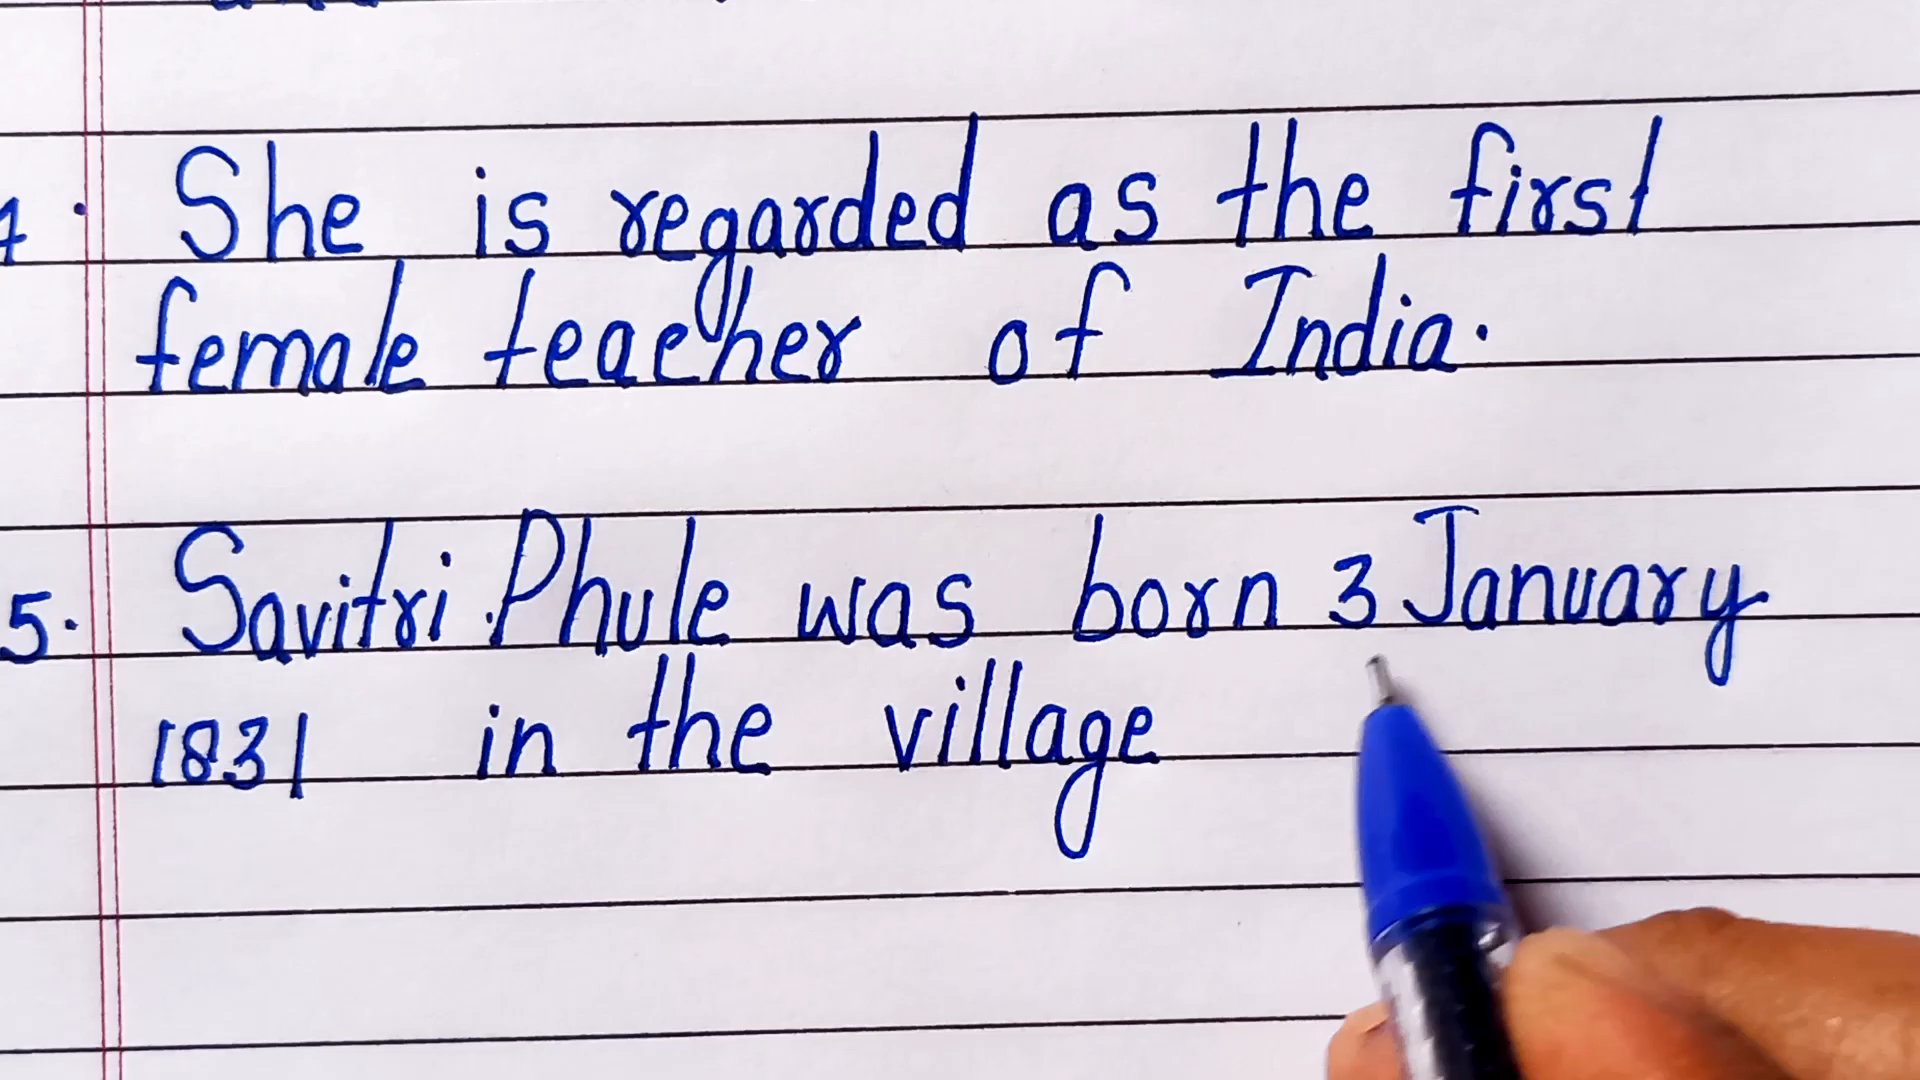 4. She is regarded as the first
female teacher of India.
5. Savitri Phule was born 3 January
1831 in the village